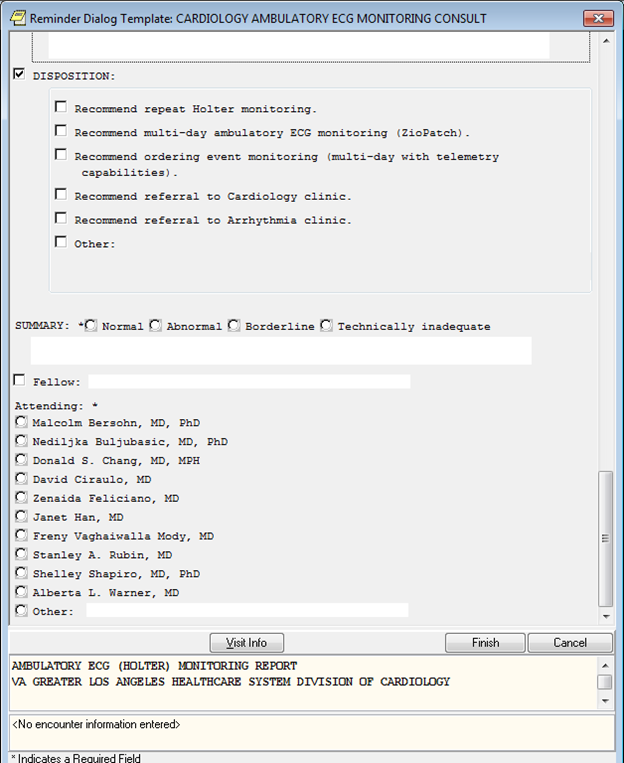 Reminder Dialog Template: CARDIOLOGY AMBULATORY ECG MONITORING CONSULT
DISPOSITION:
Recommend repeat Holter monitoring.
Recommend multi-day ambulatory ECG monitoring (ZioPatch).
Recommend ordering event monitoring (multi-day with telemetry
capabilities).
Recommend referral to Cardiology clinic.
Recommend referral to Arrhythmia clinic.
Other:
SUMMARY: * Normal Abnormal Borderline Technically inadequate
Fellow:
Attending: *
Malcolm Bersohn, MD, PhD
Nediljka Buljubasic, MD, PhD
Donald S. Chang, MD, MPH
David Ciraulo, MD
Zenaida Feliciano, MD
Janet Han, MD
Freny Vaghaiwalla Mody, MD
Stanley A. Rubin, MD
Shelley Shapiro, MD, PhD
Alberta L. Warner, MD
Other:
Visit Info Finish Cancel
AMBULATORY ECG (HOLTER) MONITORING REPORT
VA GREATER LOS ANGELES HEALTHCARE SYSTEM DIVISION OF CARDIOLOGY
<No encounter information entered>
* Indicates a Required Field